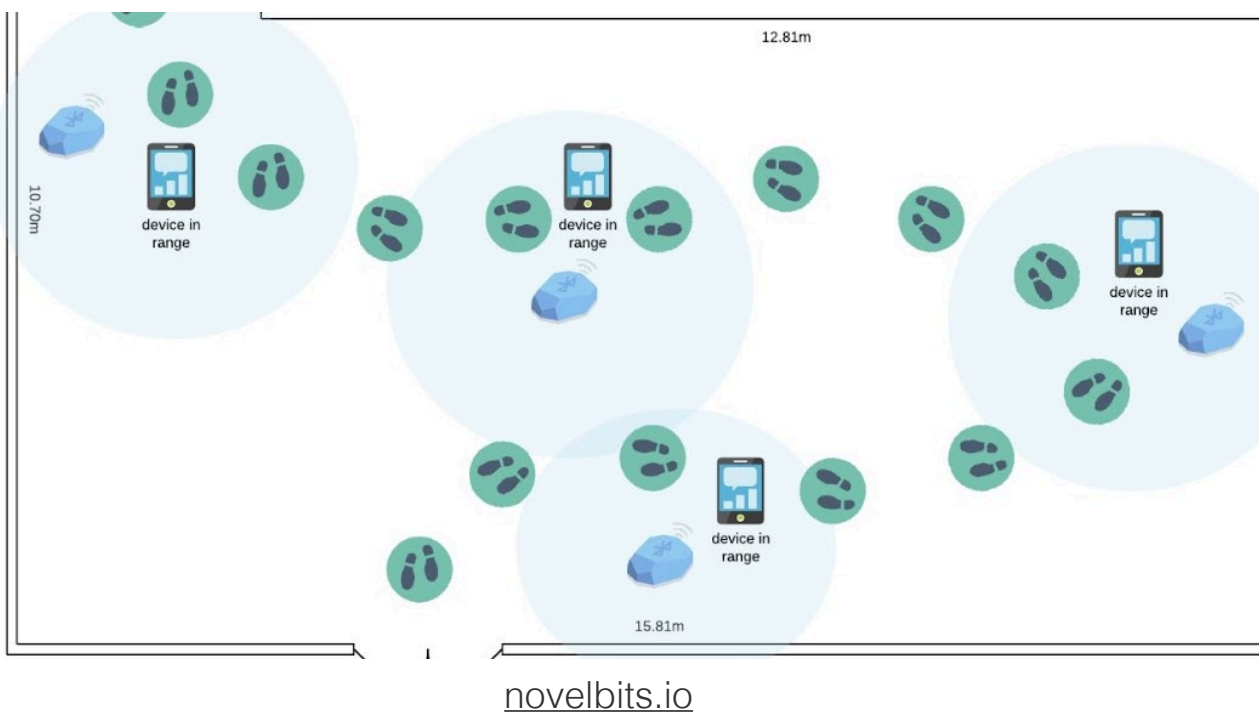 12.81m
10.70m
device in
range
device in
range
device in
range
device in
range
15.81m
novelbits.io